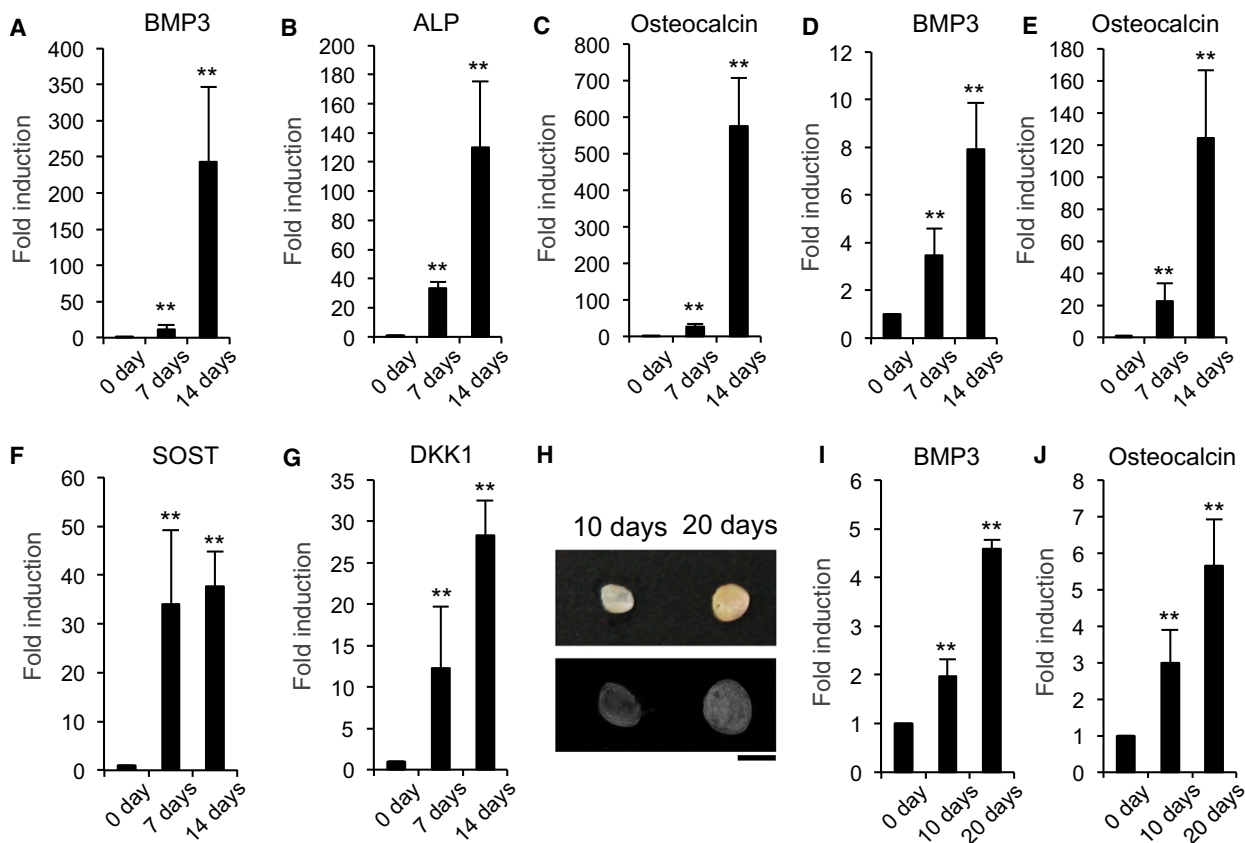 A BMP3
Fold induction
400
350
300
250
200
150
100
50
0
**
**
0 day
7 days
14 days
B ALP
200
180
160
140
120
100
80
60
40
20
0
**
**
0 day
7 days
14 days
C Osteocalcin
Fold induction
800
700
600
500
400
300
200
100
0
**
**
0 day
7 days
14 days
D BMP3
Fold induction
12
10
8
6
4
2
0
**
**
0 day
7 days
14 days
E Osteocalcin
Fold induction
180
160
140
120
100
80
60
40
20
0
**
**
0 day
7 days
14 days
F SOST
Fold induction
60
50
40
30
20
10
0
**
**
0 day
7 days
14 days
G DKK1
Fold induction
35
30
25
20
15
10
5
0
**
**
0 day
7 days
14 days
H
10 days 20 days
I BMP3
Fold induction
6
5
4
3
2
1
0
**
**
0 day
10 days
20 days
J Osteocalcin
Fold induction
8
7
6
5
4
3
2
1
0
**
**
0 day
10 days
20 days